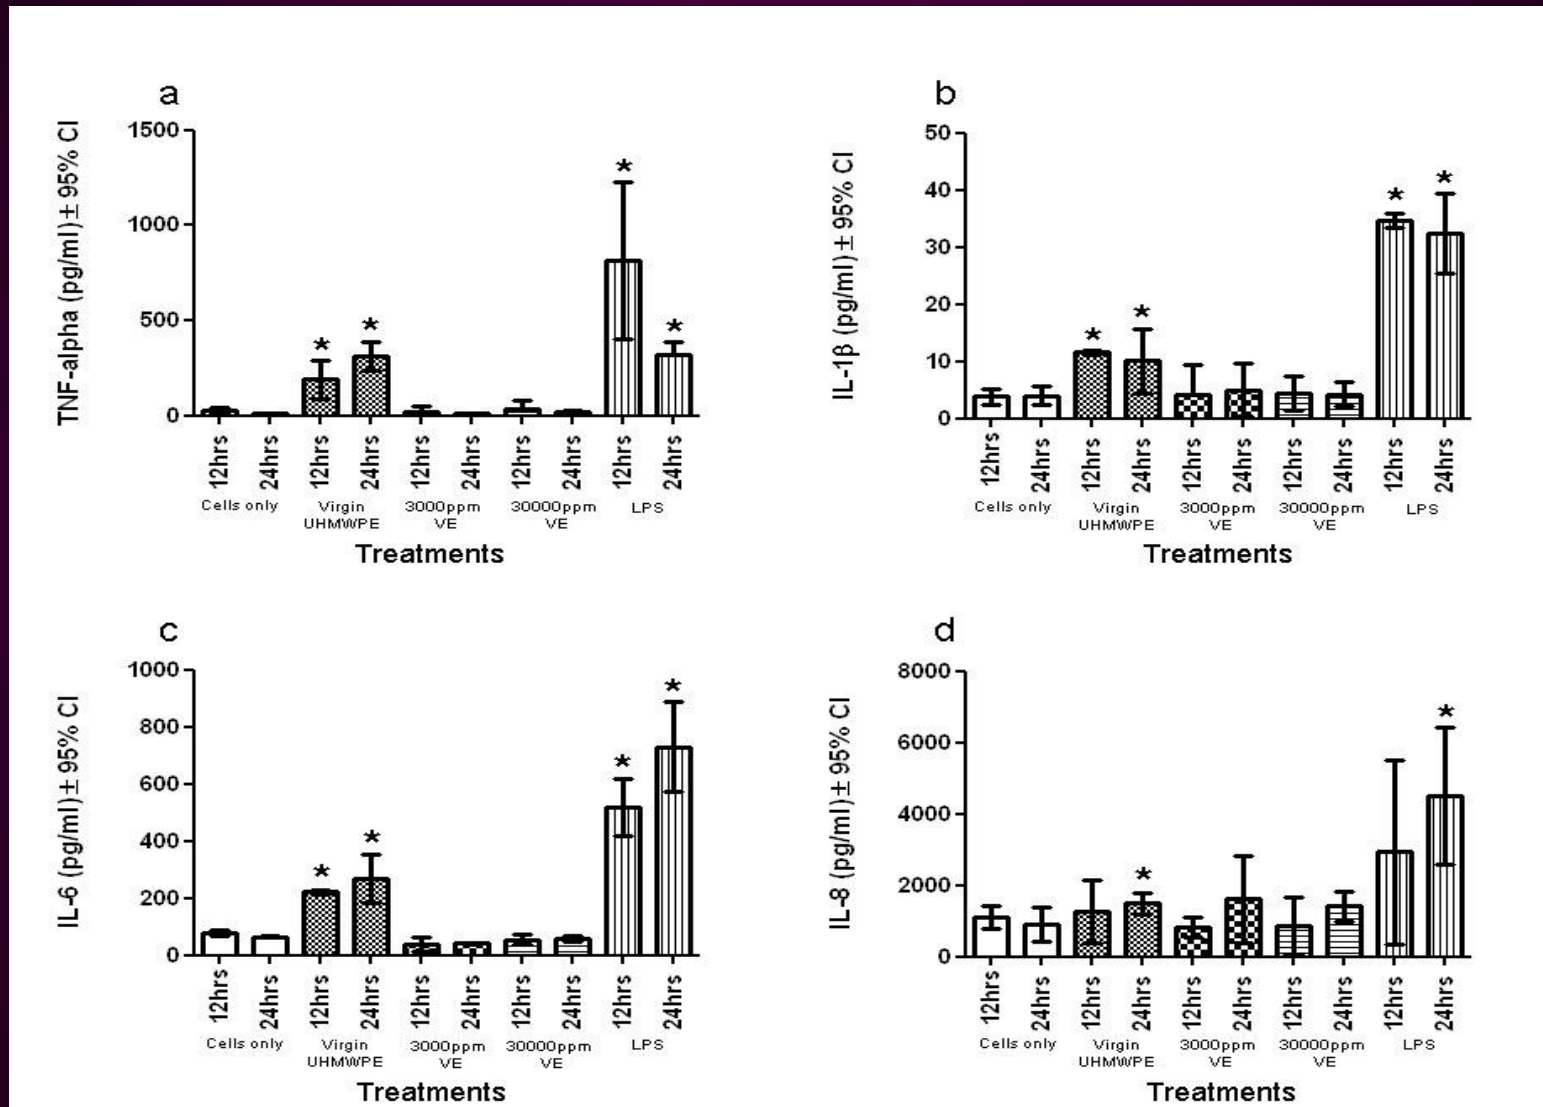 a
TNF-alpha (pg/ml) ± 95% CI
1500
1000
500
0
* * * *
12hrs 24hrs 12hrs 24hrs 12hrs 24hrs 12hrs 24hrs 12hrs 24hrs
Cells only Virgin 3000ppm 30000ppm LPS
UHMWPE VE VE
Treatments
b
IL-1β (pg/ml) ± 95% CI
50
40
30
20
10
0
* * * *
12hrs 24hrs 12hrs 24hrs 12hrs 24hrs 12hrs 24hrs 12hrs 24hrs
Cells only Virgin 3000ppm 30000ppm LPS
UHMWPE VE VE
Treatments
c
IL-6 (pg/ml) ± 95% CI
1000
800
600
400
200
0
* * * *
12hrs 24hrs 12hrs 24hrs 12hrs 24hrs 12hrs 24hrs 12hrs 24hrs
Cells only Virgin 3000ppm 30000ppm LPS
UHMWPE VE VE
Treatments
d
IL-8 (pg/ml) ± 95% CI
8000
6000
4000
2000
0
* *
12hrs 24hrs 12hrs 24hrs 12hrs 24hrs 12hrs 24hrs 12hrs 24hrs
Cells only Virgin 3000ppm 30000ppm LPS
UHMWPE VE VE
Treatments